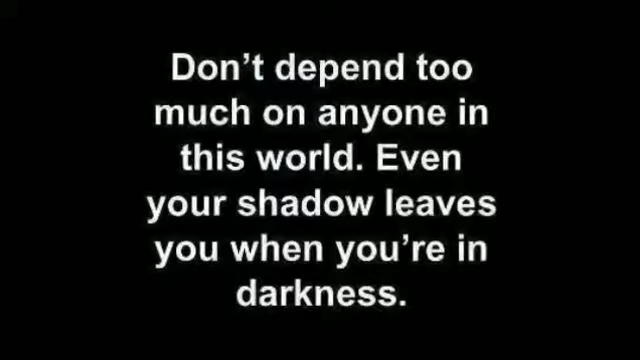 Don’t depend too
much on anyone in
this world. Even
your shadow leaves
you when you’re in
darkness.